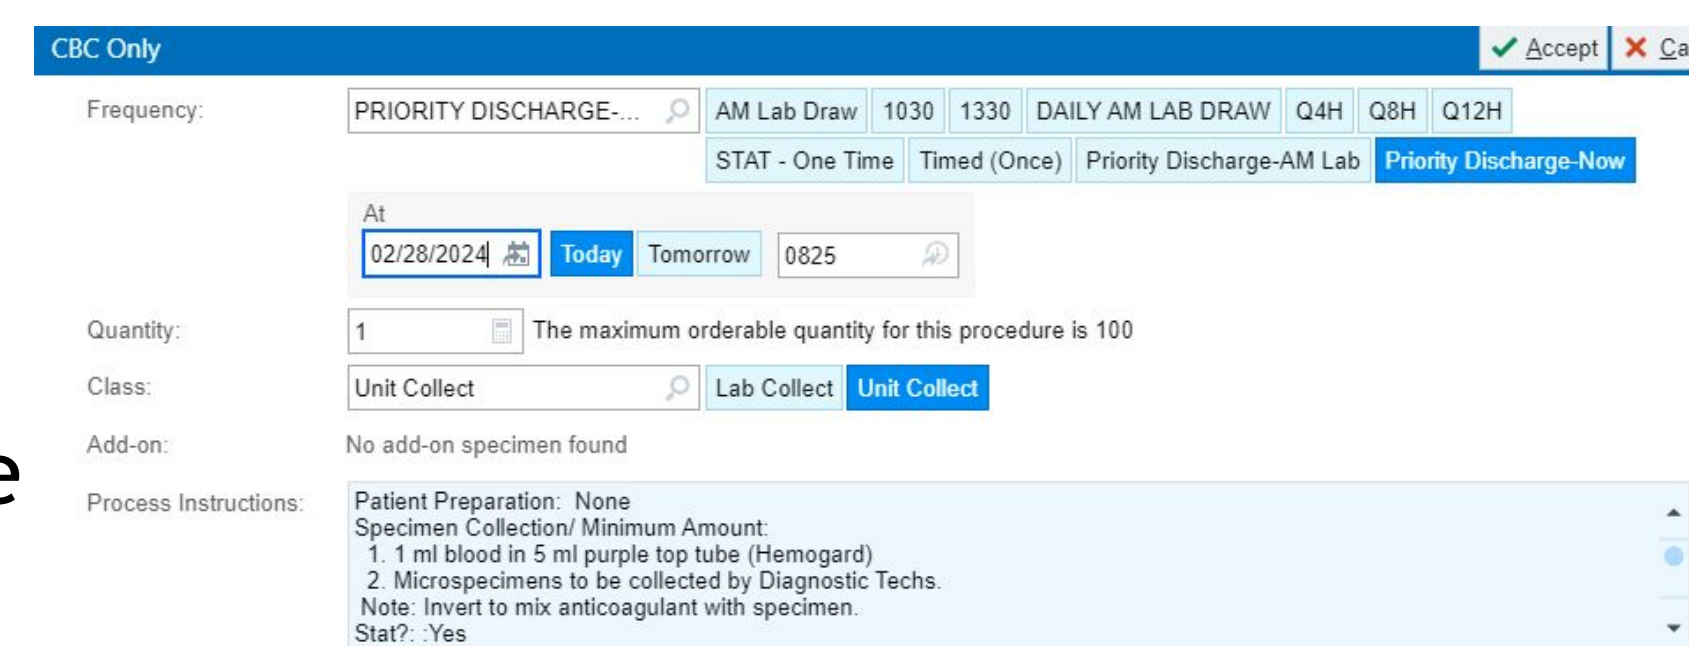 CBC Only
Accept
Ca
Frequency:
PRIORITY DISCHARGE-...
AM Lab Draw 1030 1330 DAILY AM LAB DRAW Q4H Q8H Q12H
STAT - One Time Timed (Once) Priority Discharge-AM Lab Priority Discharge-Now
At
02/28/2024 Today Tomorrow 0825
Quantity: 1 The maximum orderable quantity for this procedure is 100
Class: Unit Collect Lab Collect Unit Collect
Add-on: No add-on specimen found
e
Process Instructions: Patient Preparation: None
Specimen Collection/ Minimum Amount:
1. 1 ml blood in 5 ml purple top tube (Hemogard)
2. Microspecimens to be collected by Diagnostic Techs.
Note: Invert to mix anticoagulant with specimen.
Stat?: :Yes